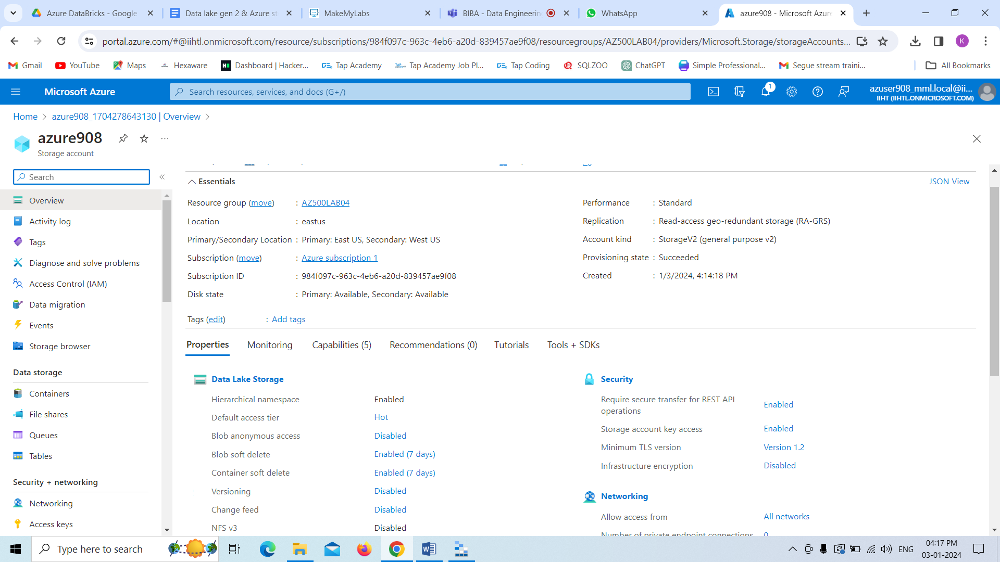 Azure DataBricks - Google
Data lake gen 2 & Azure st
MakeMyLabs
BIBA - Data Engineerin
WhatsApp
azure908 - Microsoft Azure
portal.azure.com/#@iihtl.onmicrosoft.com/resource/subscriptions/984f097c-963c-4eb6-a20d-839457ae9f08/resourcegroups/AZ500LAB04/providers/Microsoft.Storage/storageAccounts...
K
Gmail
YouTube
Maps
Hexaware
Dashboard | Hacker...
Tap Academy
Tap Academy Job Pl...
Tap Coding
SQLZOO
ChatGPT
Simple Professional...
Segue stream traini...
All Bookmarks
Microsoft Azure
Search resources, services, and docs (G+/)
1
azuser908_mml.local@ii...
IIHT (IIHTL.ONMICROSOFT.COM)
Home > azure908_1704278643130 | Overview >
azure908
Storage account
Search
Overview
Activity log
Tags
Diagnose and solve problems
Access Control (IAM)
Data migration
Events
Storage browser
Data storage
Containers
File shares
Queues
Tables
Security + networking
Networking
Access keys
Essentials
JSON View
Resource group (move) : AZ500LAB04
Location : eastus
Primary/Secondary Location : Primary: East US, Secondary: West US
Subscription (move) : Azure subscription 1
Subscription ID : 984f097c-963c-4eb6-a20d-839457ae9f08
Disk state : Primary: Available, Secondary: Available
Tags (edit) : Add tags
Performance : Standard
Replication : Read-access geo-redundant storage (RA-GRS)
Account kind : StorageV2 (general purpose v2)
Provisioning state : Succeeded
Created : 1/3/2024, 4:14:18 PM
Properties
Monitoring
Capabilities (5)
Recommendations (0)
Tutorials
Tools + SDKs
Data Lake Storage
Hierarchical namespace Enabled
Default access tier Hot
Blob anonymous access Disabled
Blob soft delete Enabled (7 days)
Container soft delete Enabled (7 days)
Versioning Disabled
Change feed Disabled
NFS v3 Disabled
Security
Require secure transfer for REST API
operations Enabled
Storage account key access Enabled
Minimum TLS version Version 1.2
Infrastructure encryption Disabled
Networking
Allow access from All networks
Number of private endpoint connections 0
Type here to search
ENG
04:17 PM
03-01-2024